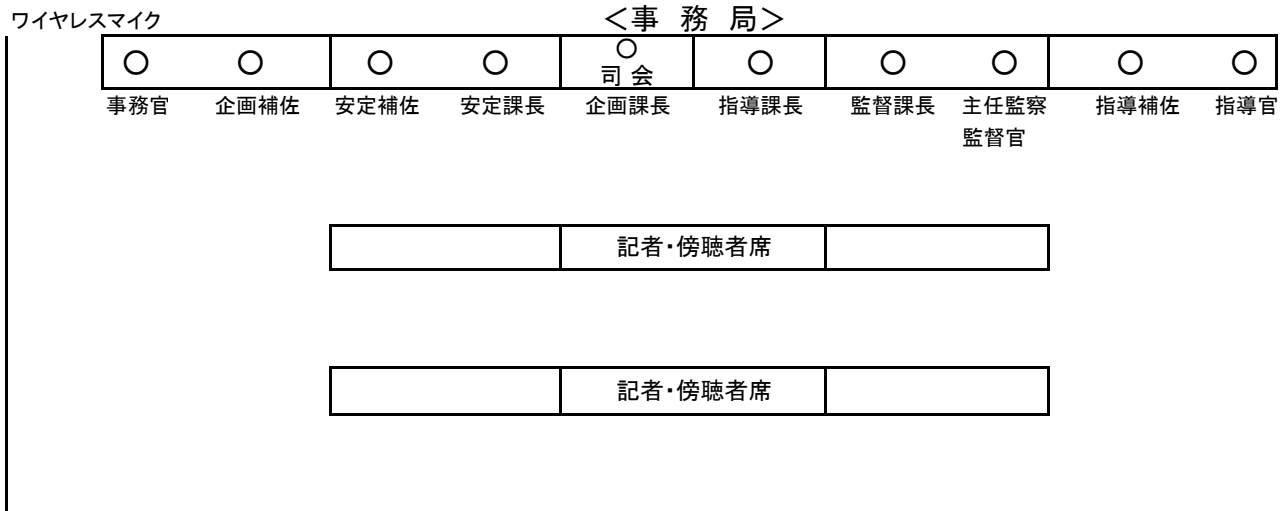 ワイヤレスマイク
＜事 務 局＞
○ ○ ○ ○ ○ ○ ○ ○ ○ ○
司 会
事務官 企画補佐 安定補佐 安定課長 企画課長 指導課長 監督課長 主任監察 指導補佐 指導官
監督官
記者・傍聴者席
記者・傍聴者席